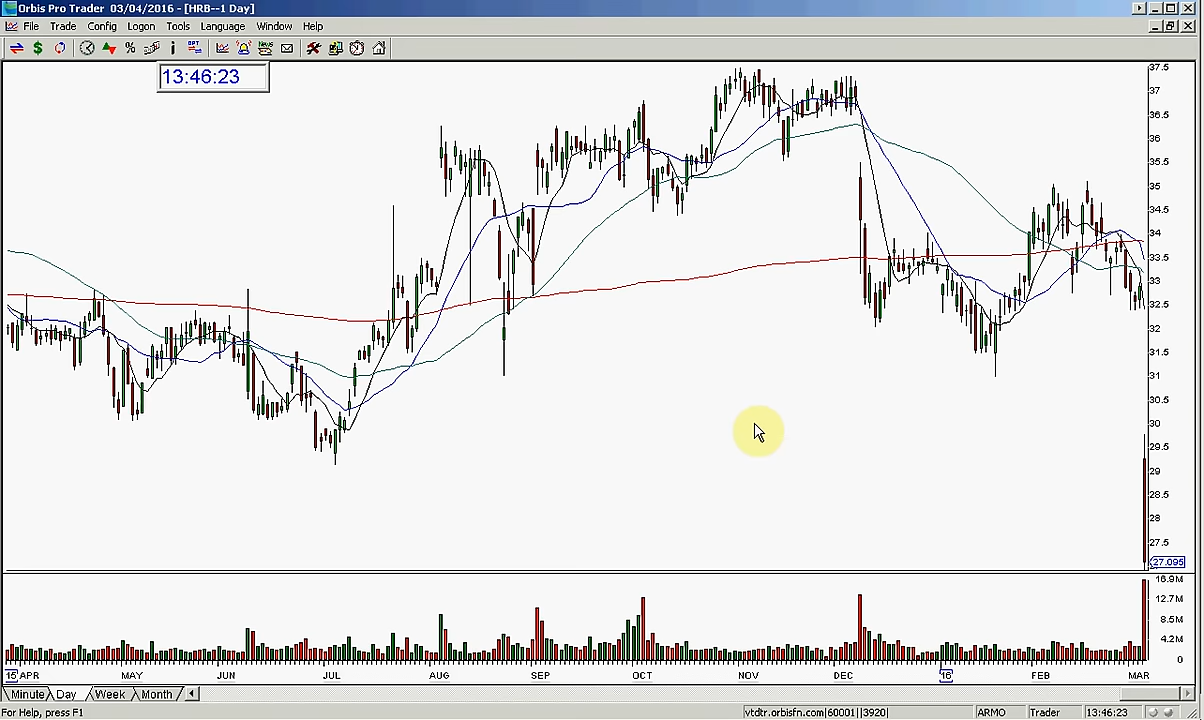 Orbis Pro Trader 03/04/2016 - [HRB--1 Day]
File Trade Config Logon Tools Language Window Help
OPT News
13:46:23
37.5
37
36.5
36
35.5
35
34.5
34
33.5
33
32.5
32
31.5
31
30.5
30
29.5
29
28.5
28
27.5
27.095
16.9M
12.7M
8.5M
4.2M
0
15 APR MAY JUN JUL AUG SEP OCT NOV DEC 16 FEB MAR
Minute Day Week Month
For Help, press F1 vtdtr.orbisfn.com|60001||3920| ARMO Trader 13:46:23